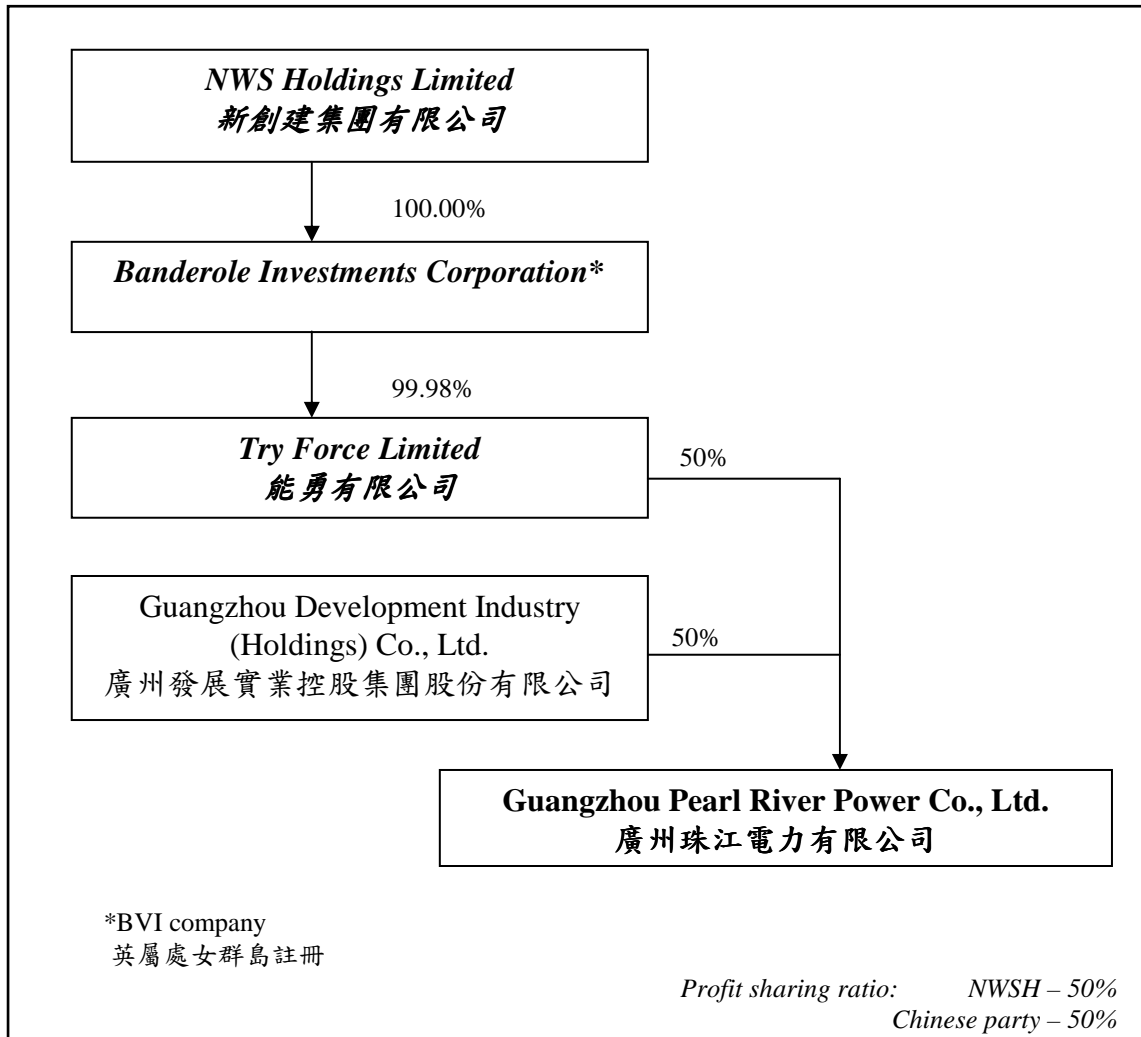 NWS Holdings Limited
新創建集團有限公司
100.00%
Banderole Investments Corporation*
99.98%
Try Force Limited
能勇有限公司
50%
Guangzhou Development Industry
(Holdings) Co., Ltd.
廣州發展實業控股集團股份有限公司
50%
Guangzhou Pearl River Power Co., Ltd.
廣州珠江電力有限公司
*BVI company
英屬處女群島註冊
Profit sharing ratio: NWSH – 50%
Chinese party – 50%